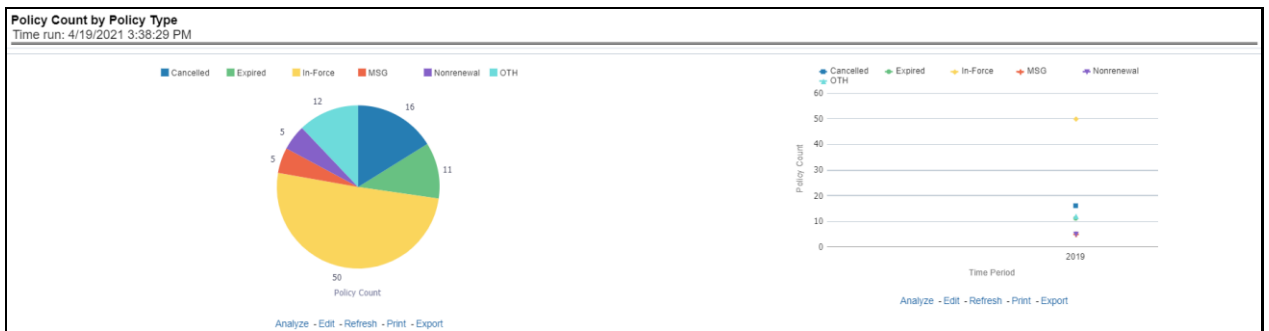 Policy Count by Policy Type
Time run: 4/19/2021 3:38:29 PM
Cancelled Expired In-Force MSG Nonrenewal OTH
12
16
5
5
11
50
Policy Count
Analyze - Edit - Refresh - Print - Export
Cancelled Expired In-Force MSG Nonrenewal
OTH
60
50
40
30
20
10
0
Policy Count
2019
Time Period
Analyze - Edit - Refresh - Print - Export